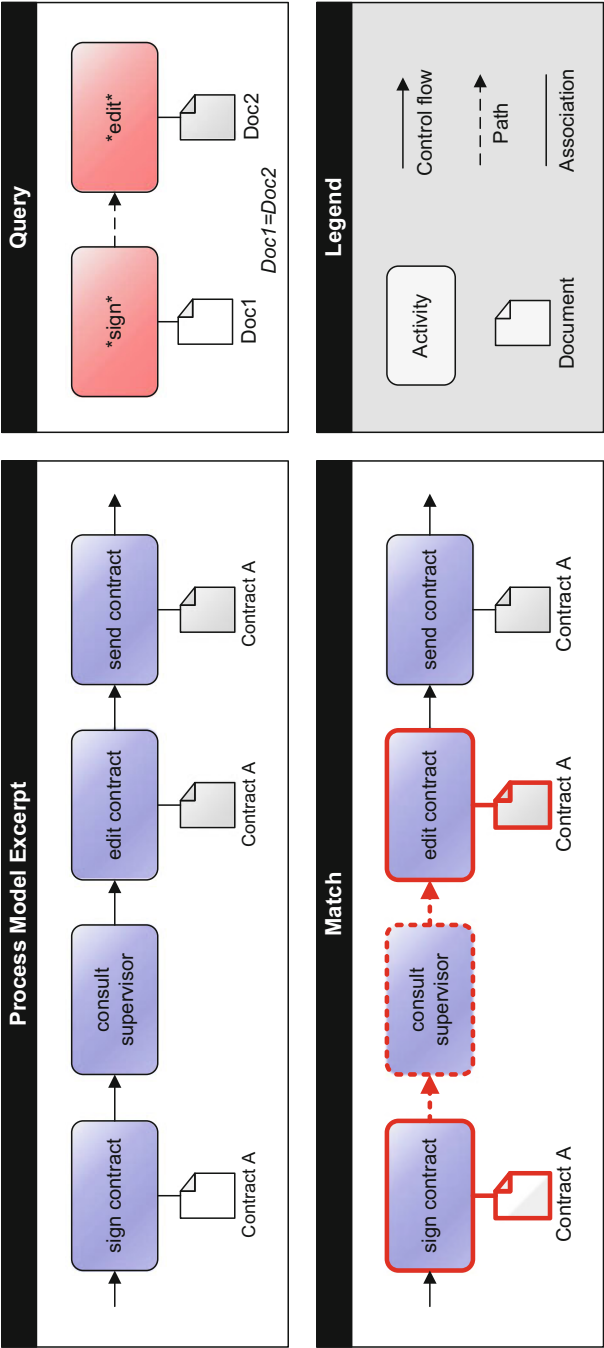 Process Model Excerpt
sign contract
consult
supervisor
edit contract
send contract
Contract A
Contract A
Contract A
Query
*sign*
*edit*
Doc1
Doc2
Doc1=Doc2
Match
sign contract
consult
supervisor
edit contract
send contract
Contract A
Contract A
Contract A
Legend
Activity
Control flow
Path
Document
Association